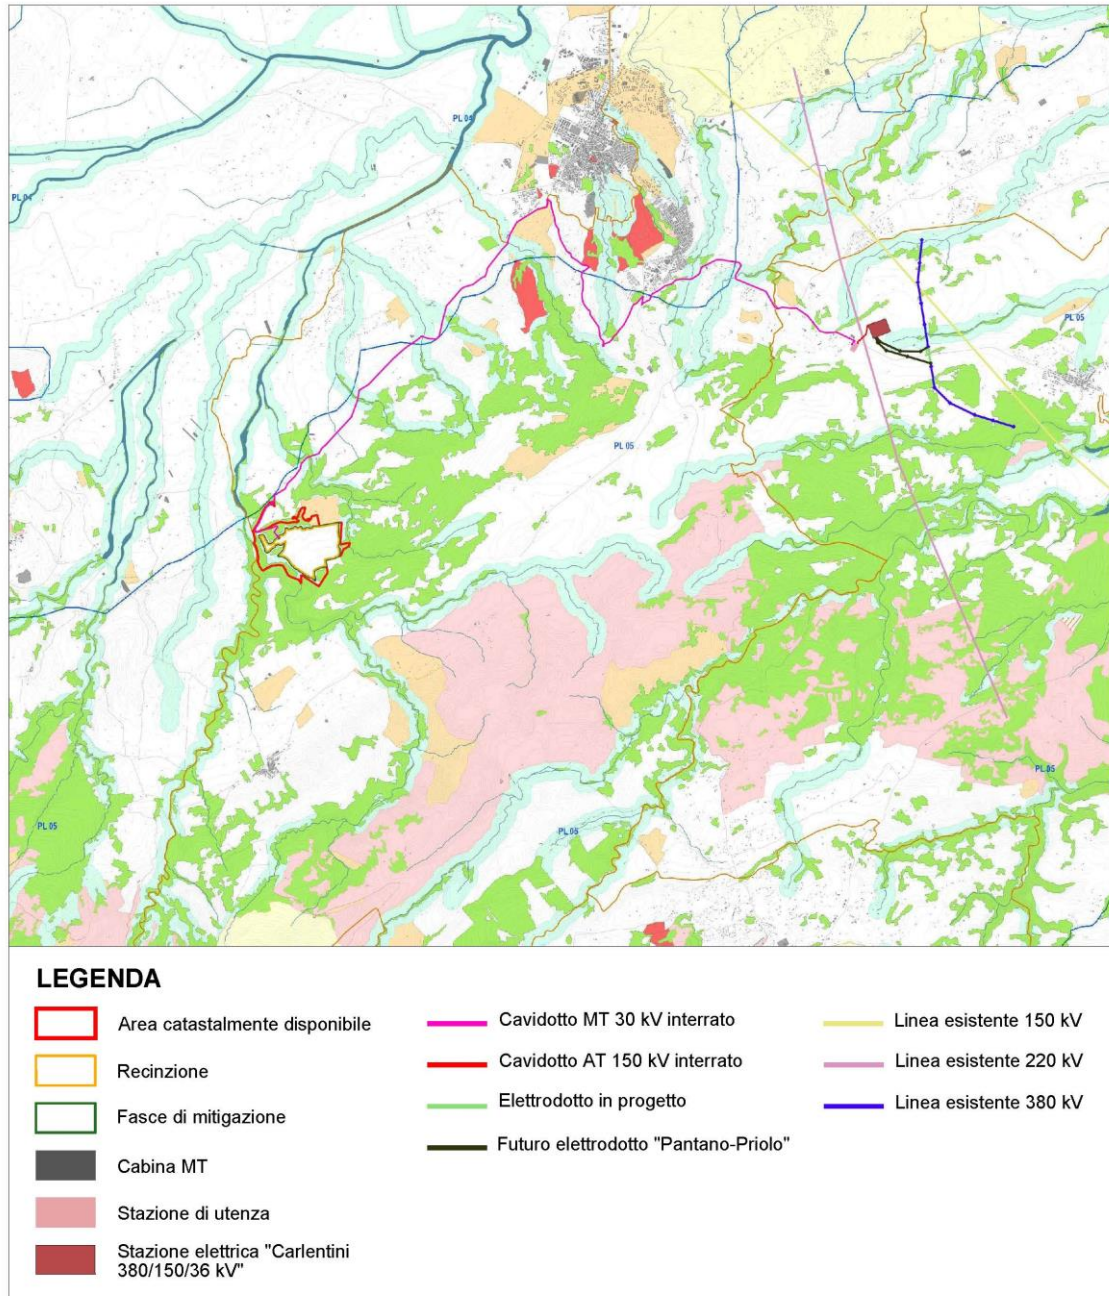 PL 04
PL 04
PL 05
PL 05
PL 05
PL 05
PL 05
LEGENDA
Area catastalmente disponibile
Recinzione
Fasce di mitigazione
Cabina MT
Stazione di utenza
Stazione elettrica "Carlentini
380/150/36 kV"
Cavidotto MT 30 kV interrato
Cavidotto AT 150 kV interrato
Elettrodotto in progetto
Futuro elettrodotto "Pantano-Priolo"
Linea esistente 150 kV
Linea esistente 220 kV
Linea esistente 380 kV